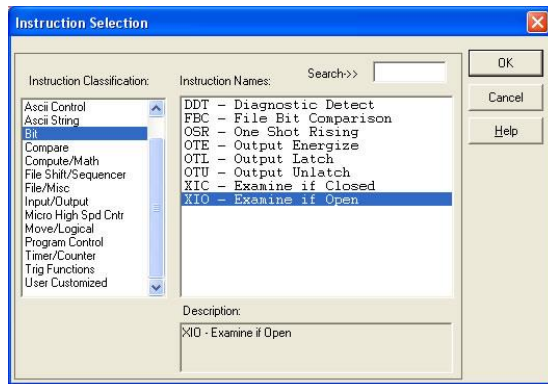 Instruction Selection
Instruction Classification:
Instruction Names:
Search->>
OK
Cancel
Help
Ascii Control
Ascii String
Bit
Compare
Compute/Math
File Shift/Sequencer
File/Misc
Input/Output
Micro High Spd Cntr
Move/Logical
Program Control
Timer/Counter
Trig Functions
User Customized
DDT - Diagnostic Detect
FBC - File Bit Comparison
OSR - One Shot Rising
OTE - Output Energize
OTL - Output Latch
OTU - Output Unlatch
XIC - Examine if Closed
XIO - Examine if Open
Description:
XIO - Examine if Open